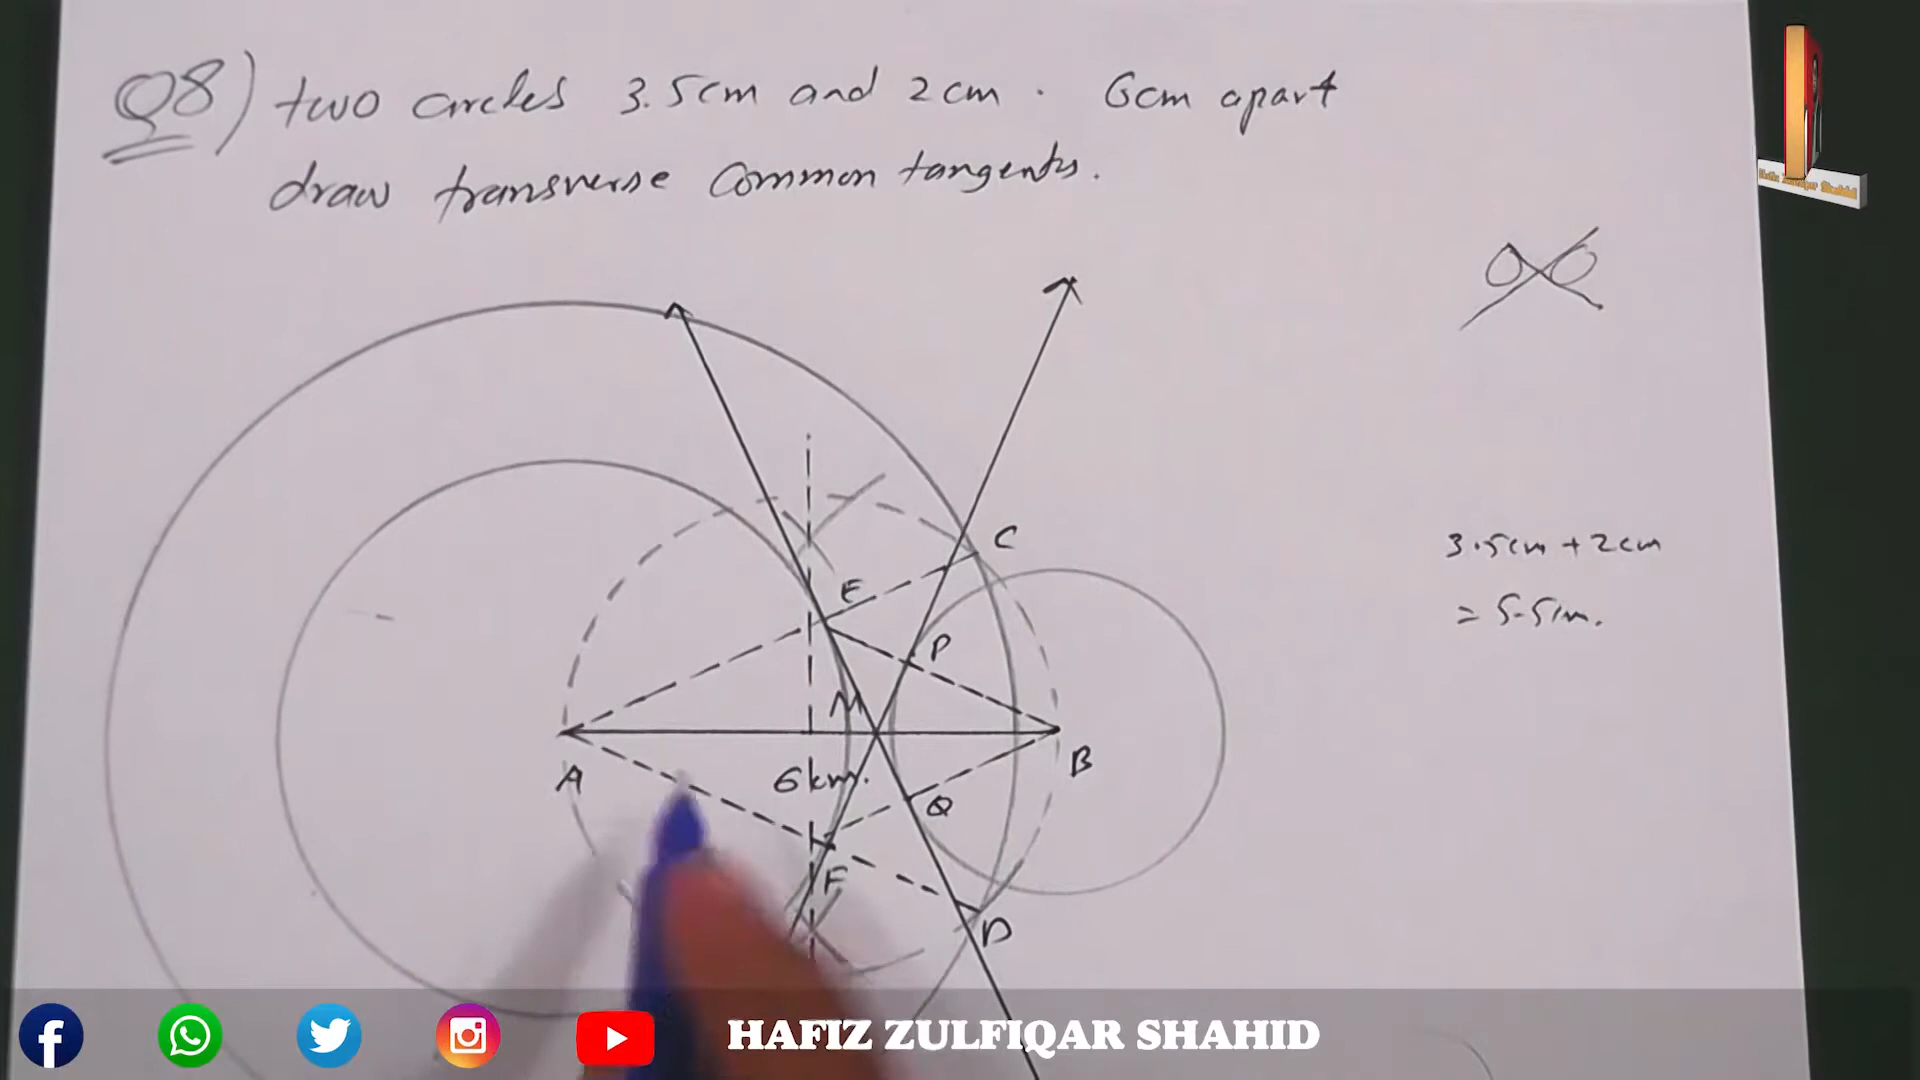 Q8) two circles 3.5cm and 2cm. 6cm apart
draw transverse common tangents.
C
3.5cm + 2cm
= 5.5cm.
E
P
M
A
6km.
B
Q
F
D
HAFIZ ZULFIQAR SHAHID